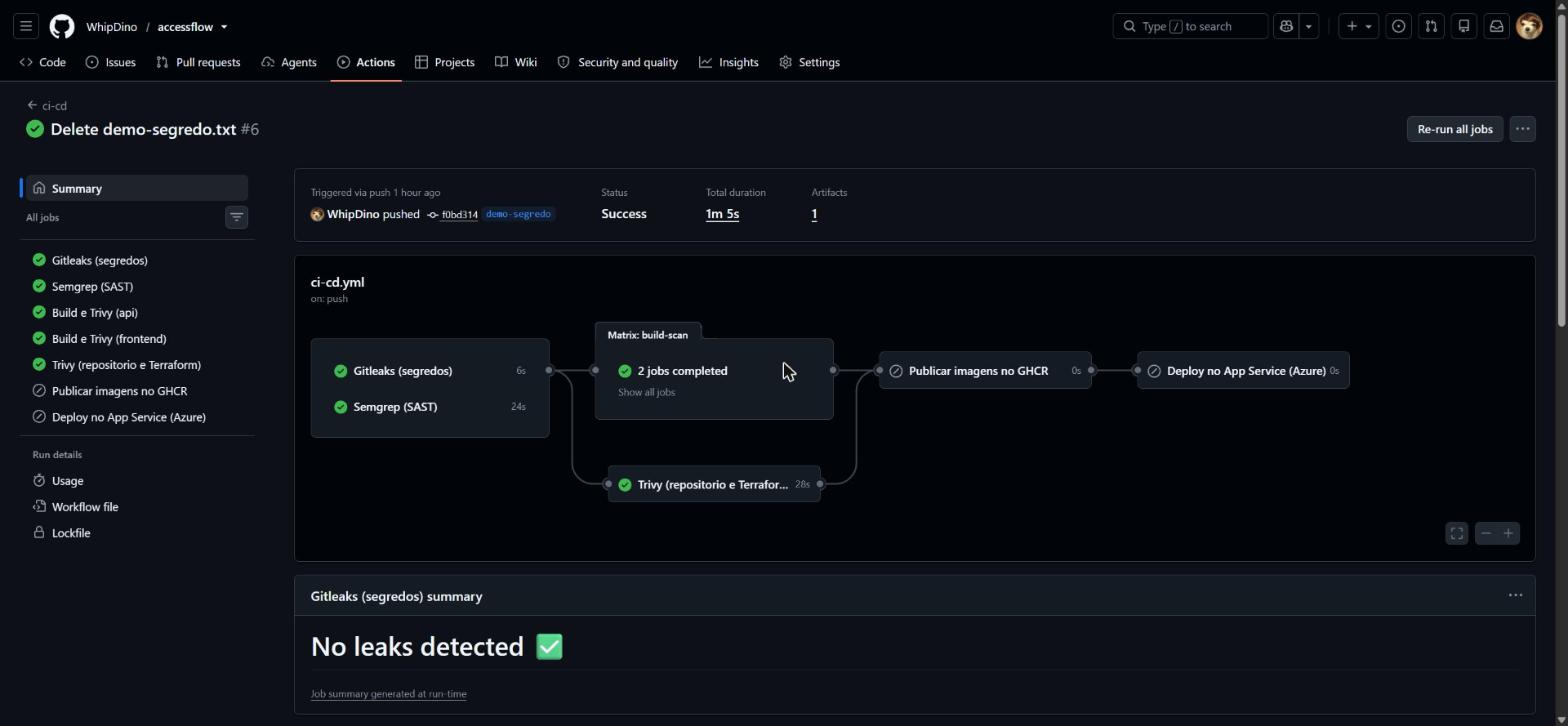 WhipDino / accessflow
Type / to search
Code Issues Pull requests Agents Actions Projects Wiki Security and quality Insights Settings
ci-cd
Delete demo-segredo.txt #6
Re-run all jobs
Summary
All jobs
Gitleaks (segredos)
Semgrep (SAST)
Build e Trivy (api)
Build e Trivy (frontend)
Trivy (repositorio e Terraform)
Publicar imagens no GHCR
Deploy no App Service (Azure)
Run details
Usage
Workflow file
Lockfile
Triggered via push 1 hour ago
WhipDino pushed f0bd314 demo-segredo
Status
Success
Total duration
1m 5s
Artifacts
1
ci-cd.yml
on: push
Gitleaks (segredos) 6s
Semgrep (SAST) 24s
Matrix: build-scan
2 jobs completed
Show all jobs
Trivy (repositorio e Terrafor... 28s
Publicar imagens no GHCR 0s
Deploy no App Service (Azure) 0s
Gitleaks (segredos) summary
No leaks detected ✅
Job summary generated at run-time